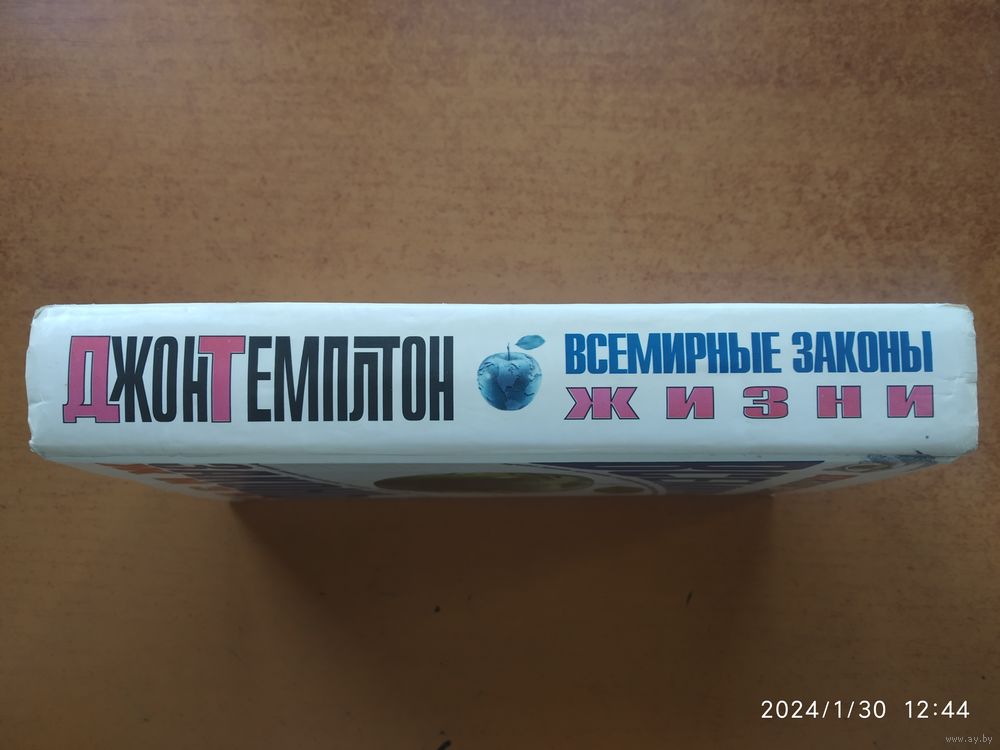 ДЖОН ТЕМПЛТОН
ВСЕМИРНЫЕ ЗАКОНЫ
ЖИЗНИ
2024/1/30 12:44
www.ay.by